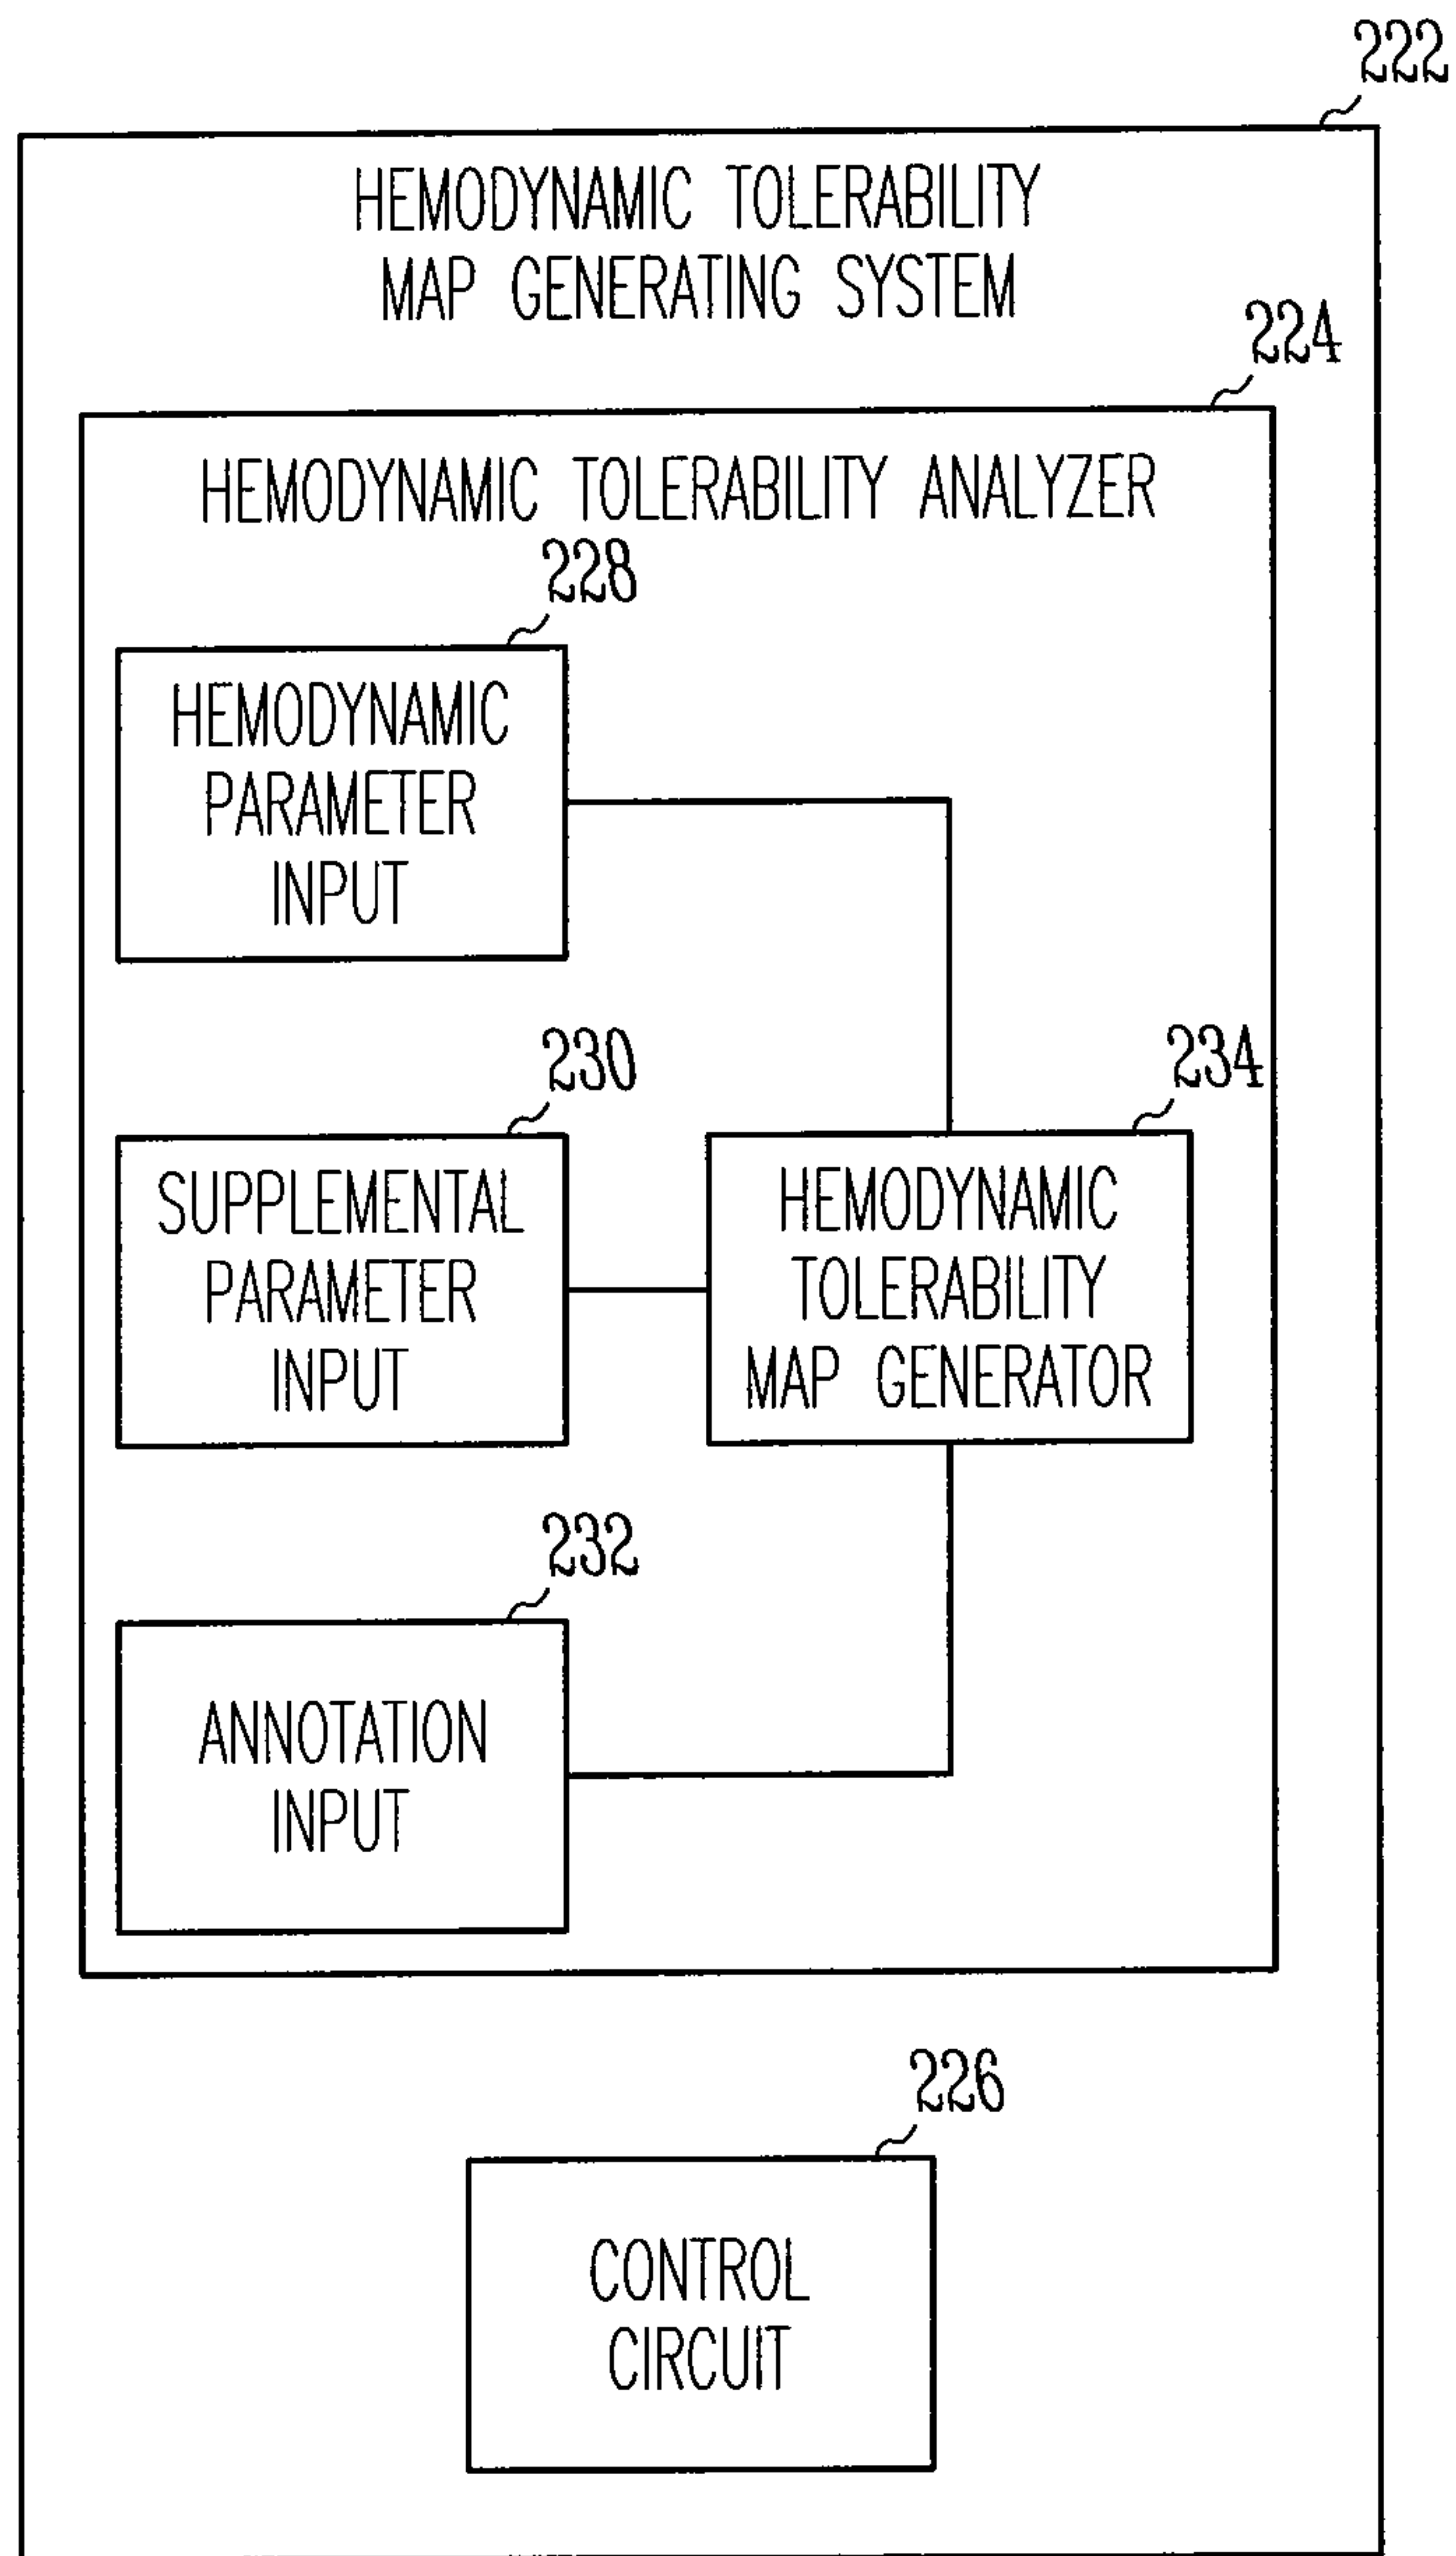 222
HEMODYNAMIC TOLERABILITY
MAP GENERATING SYSTEM
224
HEMODYNAMIC TOLERABILITY ANALYZER
228
HEMODYNAMIC
PARAMETER
INPUT
230
SUPPLEMENTAL
PARAMETER
INPUT
234
HEMODYNAMIC
TOLERABILITY
MAP GENERATOR
232
ANNOTATION
INPUT
226
CONTROL
CIRCUIT